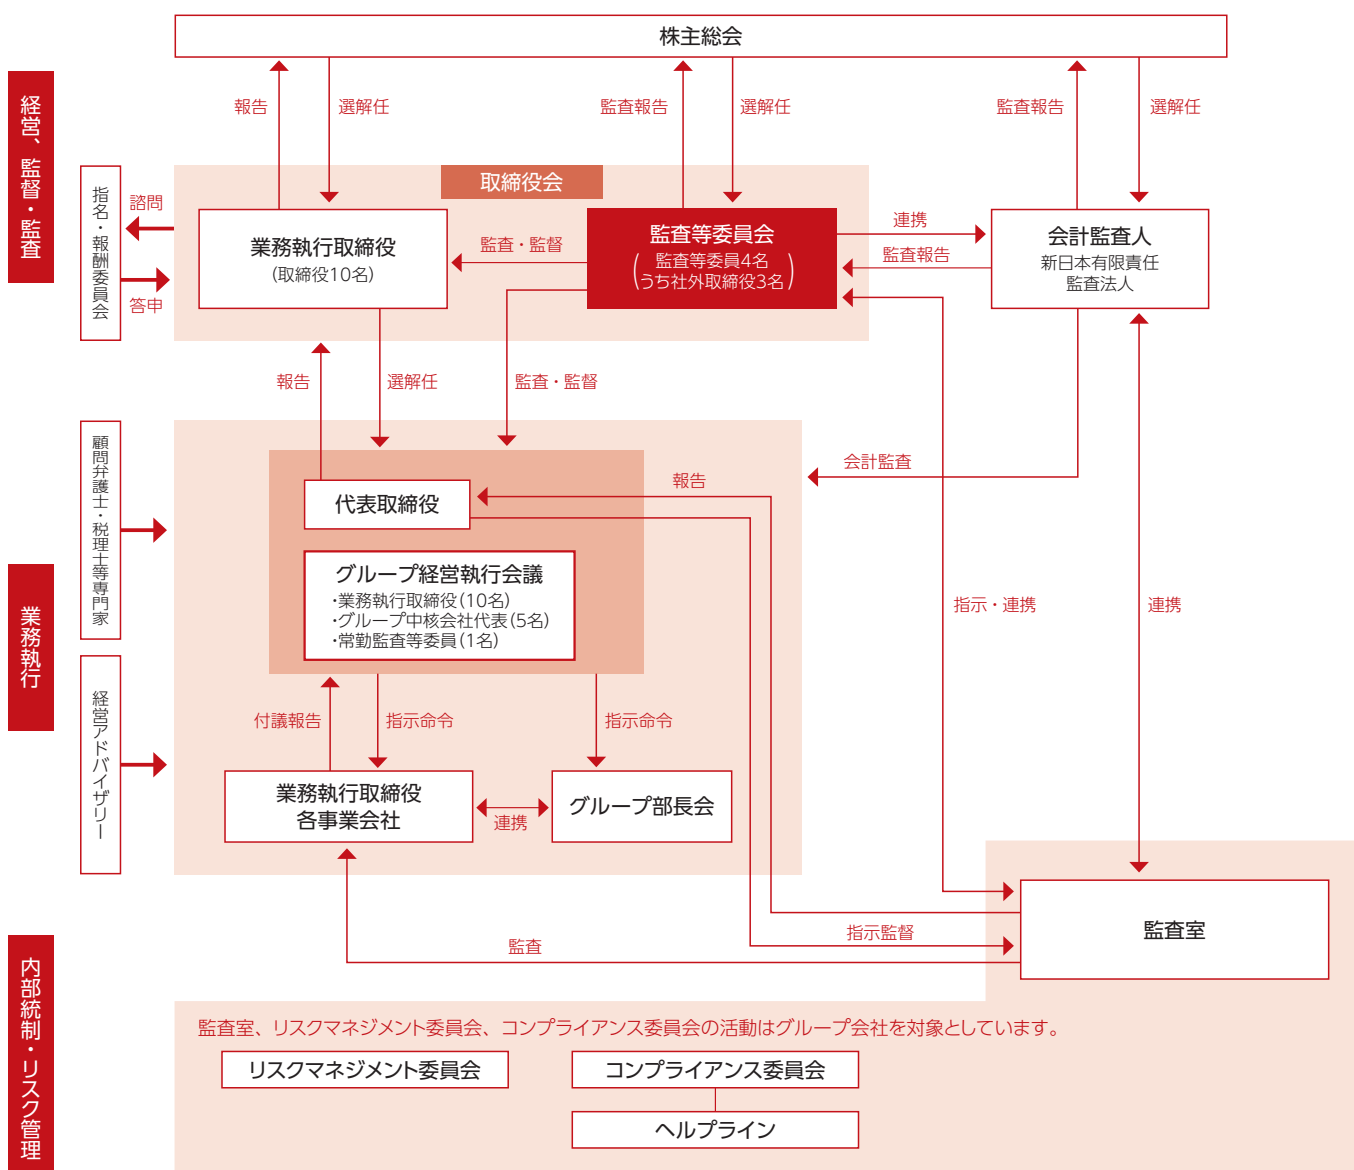 株主総会
経営、監督・監査
報告
選解任
監査報告
選解任
監査報告
選解任
取締役会
指名・報酬委員会
諮問
答申
業務執行取締役
(取締役10名)
監査・監督
監査等委員会
(監査等委員4名
うち社外取締役3名)
連携
監査報告
会計監査人
新日本有限責任
監査法人
報告
選解任
監査・監督
業務執行
顧問弁護士・税理士等専門家
経営アドバイザリー
代表取締役
報告
会計監査
グループ経営執行会議
・業務執行取締役(10名)
・グループ中核会社代表(5名)
・常勤監査等委員(1名)
指示・連携
連携
付議報告
指示命令
指示命令
業務執行取締役
各事業会社
連携
グループ部長会
監査
指示監督
監査室
内部統制・リスク管理
監査室、リスクマネジメント委員会、コンプライアンス委員会の活動はグループ会社を対象としています。
リスクマネジメント委員会
コンプライアンス委員会
ヘルプライン